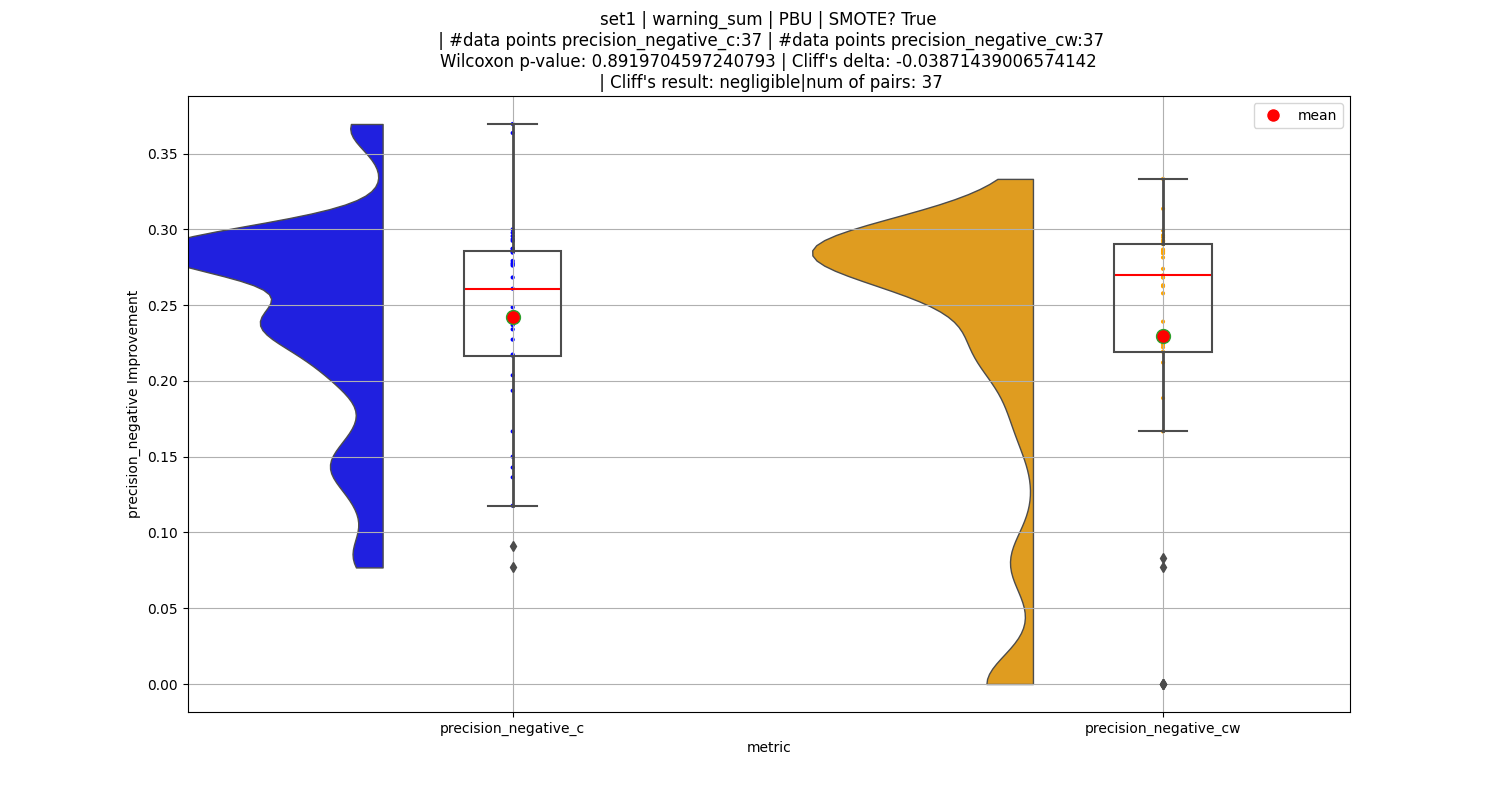 set1 | warning_sum | PBU | SMOTE? True
| #data points precision_negative_c:37 | #data points precision_negative_cw:37
Wilcoxon p-value: 0.8919704597240793 | Cliff's delta: -0.03871439006574142
| Cliff's result: negligible|num of pairs: 37
mean
0.35
0.30
0.25
0.20
0.15
0.10
0.05
0.00
precision_negative Improvement
precision_negative_c
precision_negative_cw
metric